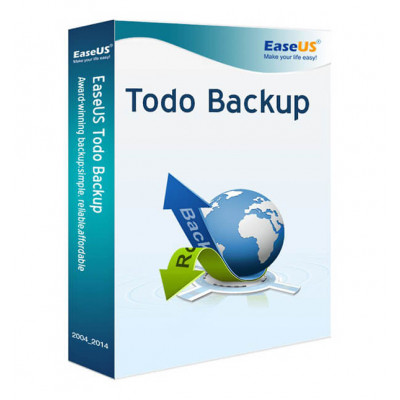 EaseUS®
Make your life easy!
EaseUS Todo Backup
Award-winning backup:simple, reliable,affordable
2004_2014
EaseUS®
Make your life easy!
Todo Backup
Back